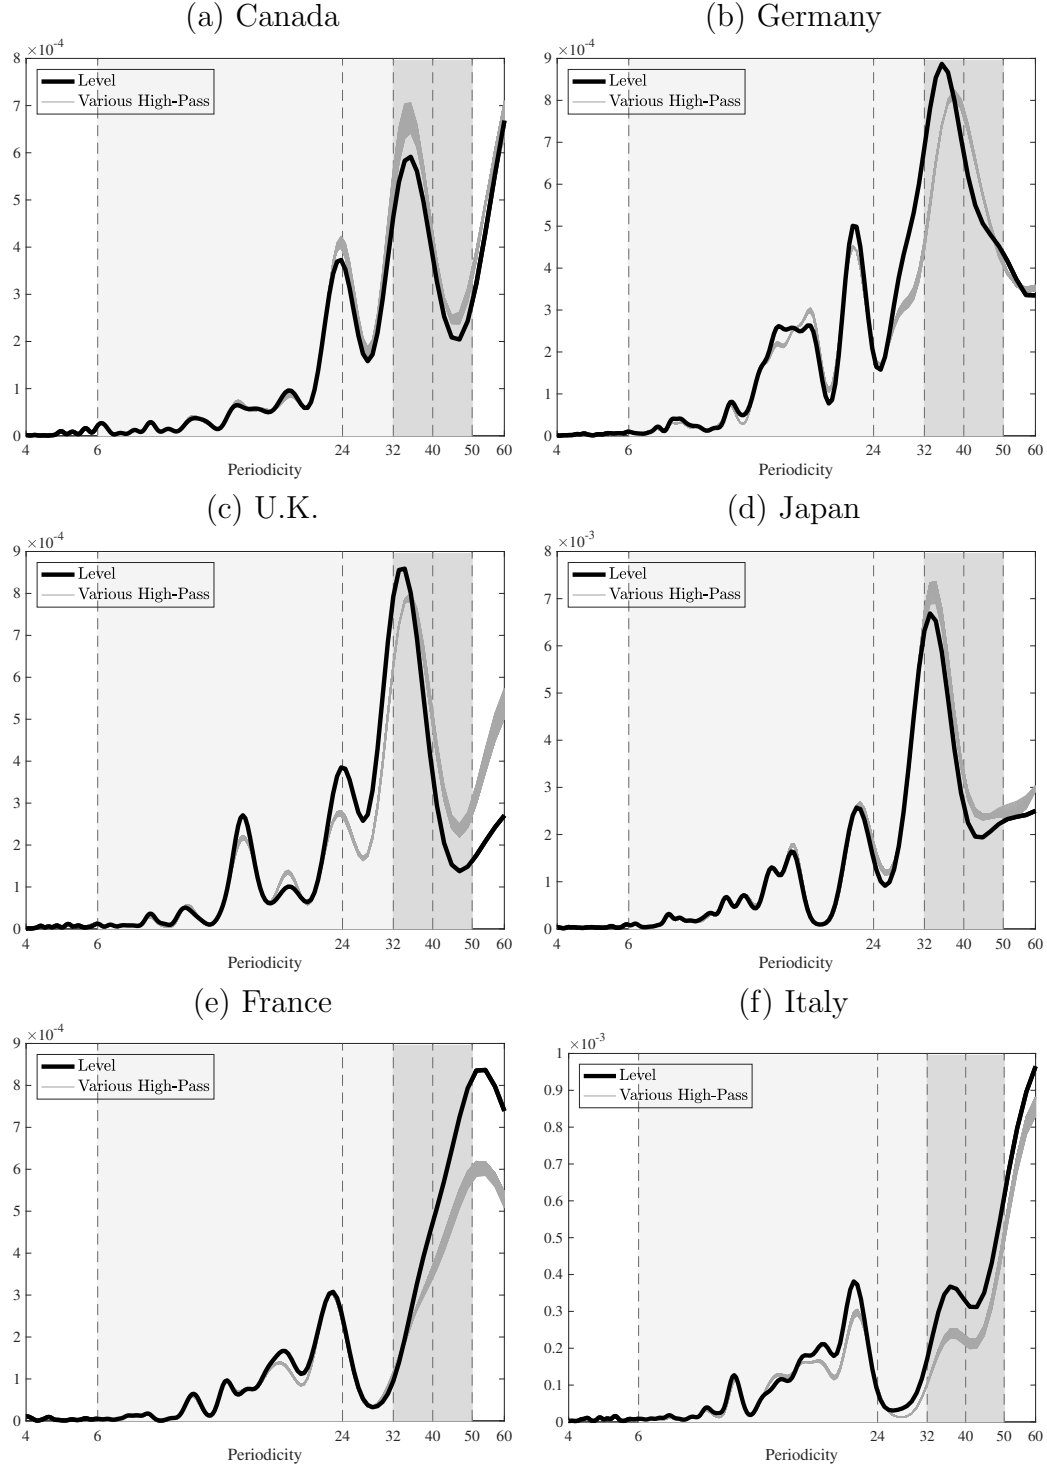 (a) Canada
(b) Germany
×10⁻⁴
8
7
6
5
4
3
2
1
0
Level
Various High-Pass
4 6 24 32 40 50 60
Periodicity
×10⁻⁴
9
8
7
6
5
4
3
2
1
0
Level
Various High-Pass
4 6 24 32 40 50 60
Periodicity
(c) U.K.
(d) Japan
×10⁻⁴
9
8
7
6
5
4
3
2
1
0
Level
Various High-Pass
4 6 24 32 40 50 60
Periodicity
×10⁻³
8
7
6
5
4
3
2
1
0
Level
Various High-Pass
4 6 24 32 40 50 60
Periodicity
(e) France
(f) Italy
×10⁻⁴
9
8
7
6
5
4
3
2
1
0
Level
Various High-Pass
4 6 24 32 40 50 60
Periodicity
×10⁻³
1
0.9
0.8
0.7
0.6
0.5
0.4
0.3
0.2
0.1
0
Level
Various High-Pass
4 6 24 32 40 50 60
Periodicity